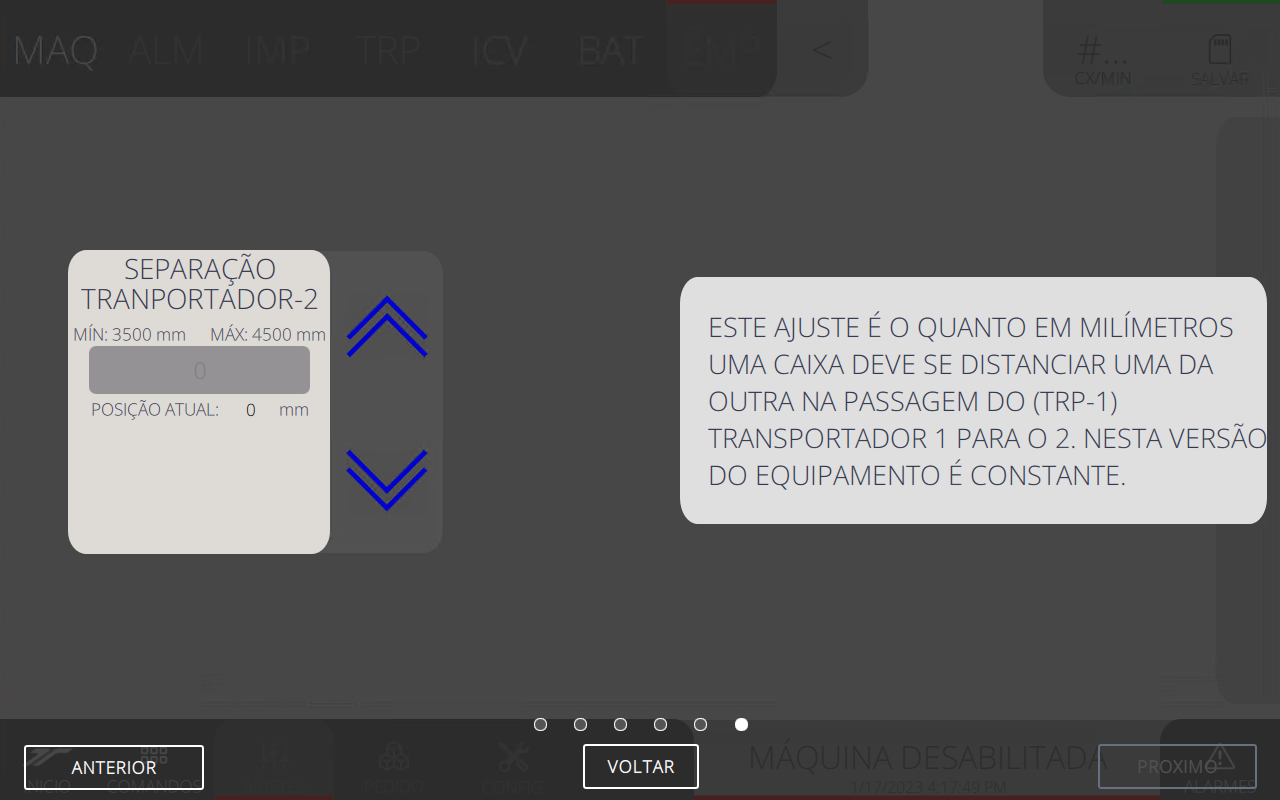 MAQ ALM IMP TRP ICV BAT EMP <
#...
CX/MIN SALVAR
SEPARAÇÃO
TRANPORTADOR-2
MÍN: 3500 mm MÁX: 4500 mm
0
POSIÇÃO ATUAL: 0 mm
ESTE AJUSTE É O QUANTO EM MILÍMETROS
UMA CAIXA DEVE SE DISTANCIAR UMA DA
OUTRA NA PASSAGEM DO (TRP-1)
TRANSPORTADOR 1 PARA O 2. NESTA VERSÃO
DO EQUIPAMENTO É CONSTANTE.
ANTERIOR
VOLTAR
MÁQUINA DESABILITADA
PROXIMO
INICIO COMANDOS
CONFIG
1/17/2023 4:17:49 PM
ALARMES